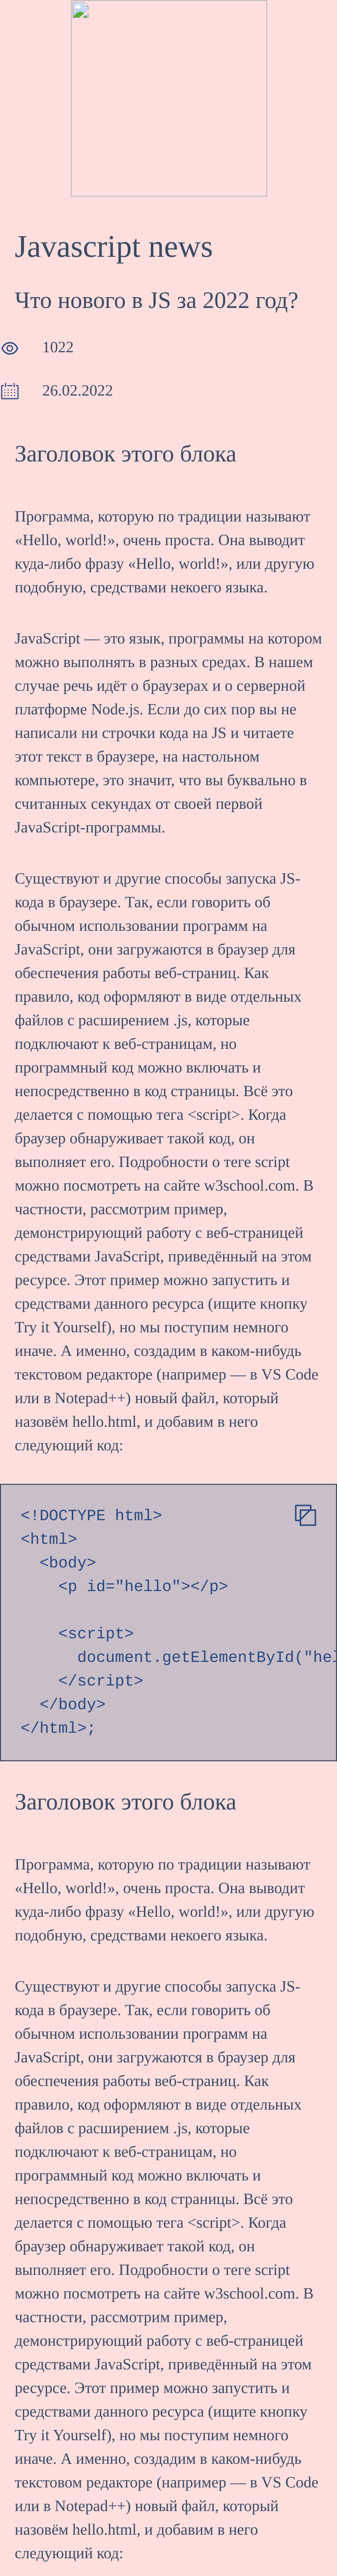 Javascript news
Что нового в JS за 2022 год?
1022
26.02.2022
Заголовок этого блока
Программа, которую по традиции называют
«Hello, world!», очень проста. Она выводит
куда-либо фразу «Hello, world!», или другую
подобную, средствами некоего языка.
JavaScript — это язык, программы на котором
можно выполнять в разных средах. В нашем
случае речь идёт о браузерах и о серверной
платформе Node.js. Если до сих пор вы не
написали ни строчки кода на JS и читаете
этот текст в браузере, на настольном
компьютере, это значит, что вы буквально в
считанных секундах от своей первой
JavaScript-программы.
Существуют и другие способы запуска JS-
кода в браузере. Так, если говорить об
обычном использовании программ на
JavaScript, они загружаются в браузер для
обеспечения работы веб-страниц. Как
правило, код оформляют в виде отдельных
файлов с расширением .js, которые
подключают к веб-страницам, но
программный код можно включать и
непосредственно в код страницы. Всё это
делается с помощью тега <script>. Когда
браузер обнаруживает такой код, он
выполняет его. Подробности о теге script
можно посмотреть на сайте w3school.com. В
частности, рассмотрим пример,
демонстрирующий работу с веб-страницей
средствами JavaScript, приведённый на этом
ресурсе. Этот пример можно запустить и
средствами данного ресурса (ищите кнопку
Try it Yourself), но мы поступим немного
иначе. А именно, создадим в каком-нибудь
текстовом редакторе (например — в VS Code
или в Notepad++) новый файл, который
назовём hello.html, и добавим в него
следующий код:
<!DOCTYPE html>
<html>
<body>
<p id="hello"></p>
<script>
document.getElementById("hel
</script>
</body>
</html>;
Заголовок этого блока
Программа, которую по традиции называют
«Hello, world!», очень проста. Она выводит
куда-либо фразу «Hello, world!», или другую
подобную, средствами некоего языка.
Существуют и другие способы запуска JS-
кода в браузере. Так, если говорить об
обычном использовании программ на
JavaScript, они загружаются в браузер для
обеспечения работы веб-страниц. Как
правило, код оформляют в виде отдельных
файлов с расширением .js, которые
подключают к веб-страницам, но
программный код можно включать и
непосредственно в код страницы. Всё это
делается с помощью тега <script>. Когда
браузер обнаруживает такой код, он
выполняет его. Подробности о теге script
можно посмотреть на сайте w3school.com. В
частности, рассмотрим пример,
демонстрирующий работу с веб-страницей
средствами JavaScript, приведённый на этом
ресурсе. Этот пример можно запустить и
средствами данного ресурса (ищите кнопку
Try it Yourself), но мы поступим немного
иначе. А именно, создадим в каком-нибудь
текстовом редакторе (например — в VS Code
или в Notepad++) новый файл, который
назовём hello.html, и добавим в него
следующий код: